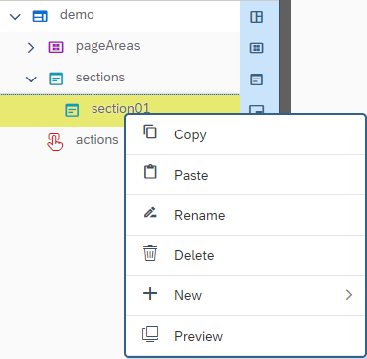 demo
pageAreas
sections
section01
actions
Copy
Paste
Rename
Delete
New
Preview